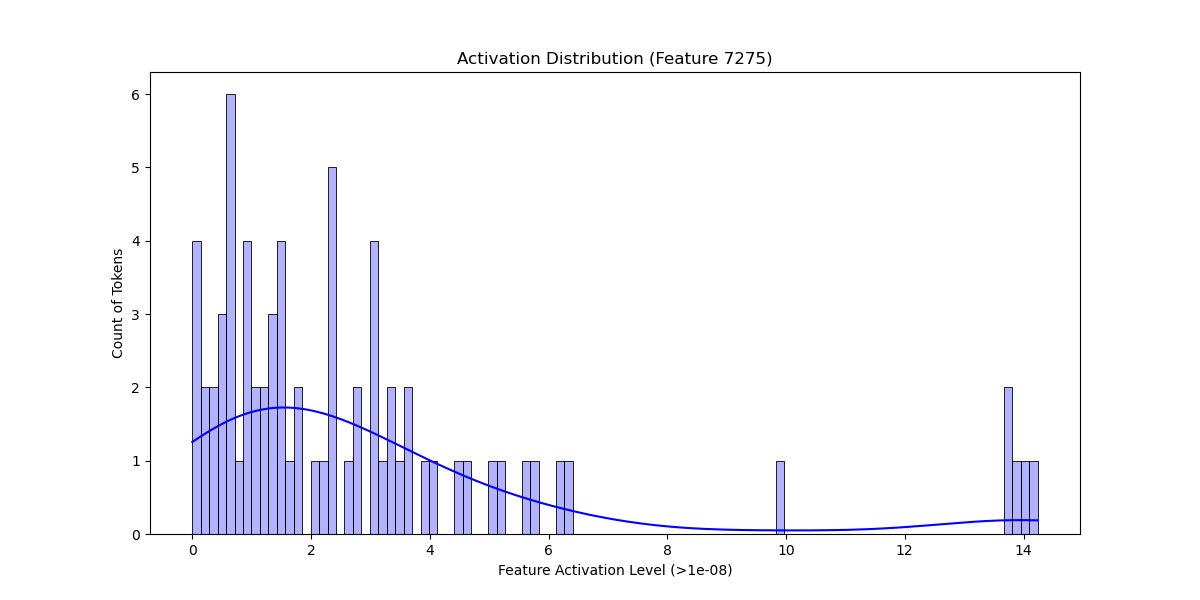 Activation Distribution (Feature 7275)
6
5
4
3
2
1
0
Count of Tokens
0 2 4 6 8 10 12 14
Feature Activation Level (>1e-08)